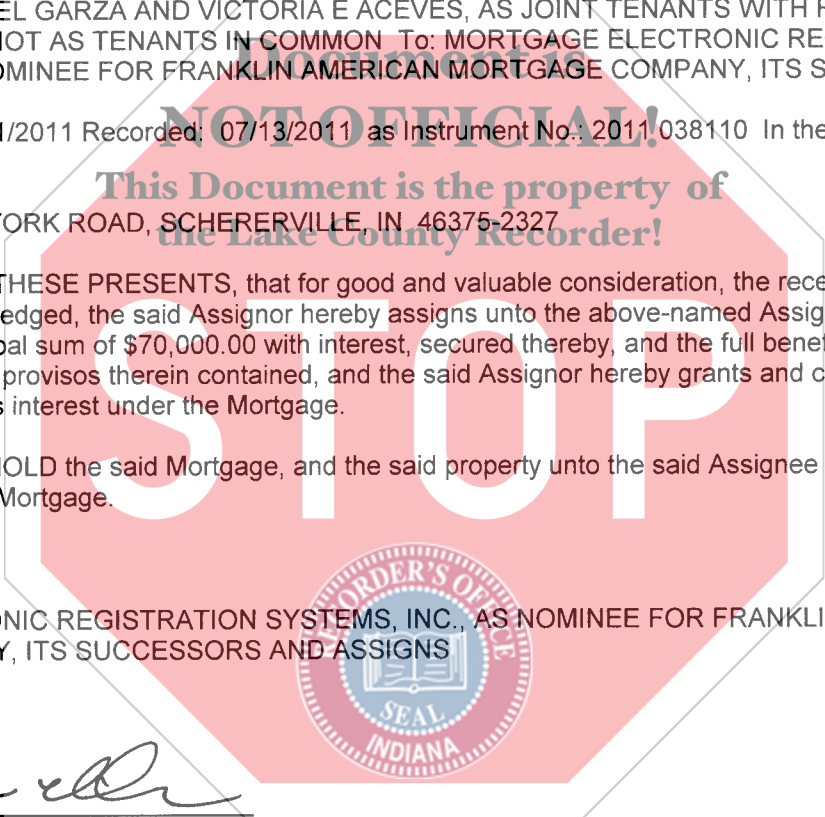 EL GARZA AND VICTORIA E ACEVES, AS JOINT TENANTS WITH
OT AS TENANTS IN COMMON To: MORTGAGE ELECTRONIC RE
OMINEE FOR FRANKLIN AMERICAN MORTGAGE COMPANY, ITS S
Document is
NOT OFFICIAL!
1/2011 Recorded: 07/13/2011 as Instrument No.: 2011 038110 In the
This Document is the property of
the Lake County Recorder!
ORK ROAD, SCHERERVILLE, IN 46375-2327
THESE PRESENTS, that for good and valuable consideration, the rece
edged, the said Assignor hereby assigns unto the above-named Assig
al sum of $70,000.00 with interest, secured thereby, and the full benef
provisos therein contained, and the said Assignor hereby grants and c
s interest under the Mortgage.
STOP
OLD the said Mortgage, and the said property unto the said Assignee
Mortgage.
RECORDER'S OFFICE
NIC REGISTRATION SYSTEMS, INC., AS NOMINEE FOR FRANKLI
Y, ITS SUCCESSORS AND ASSIGNS
SEAL
INDIANA